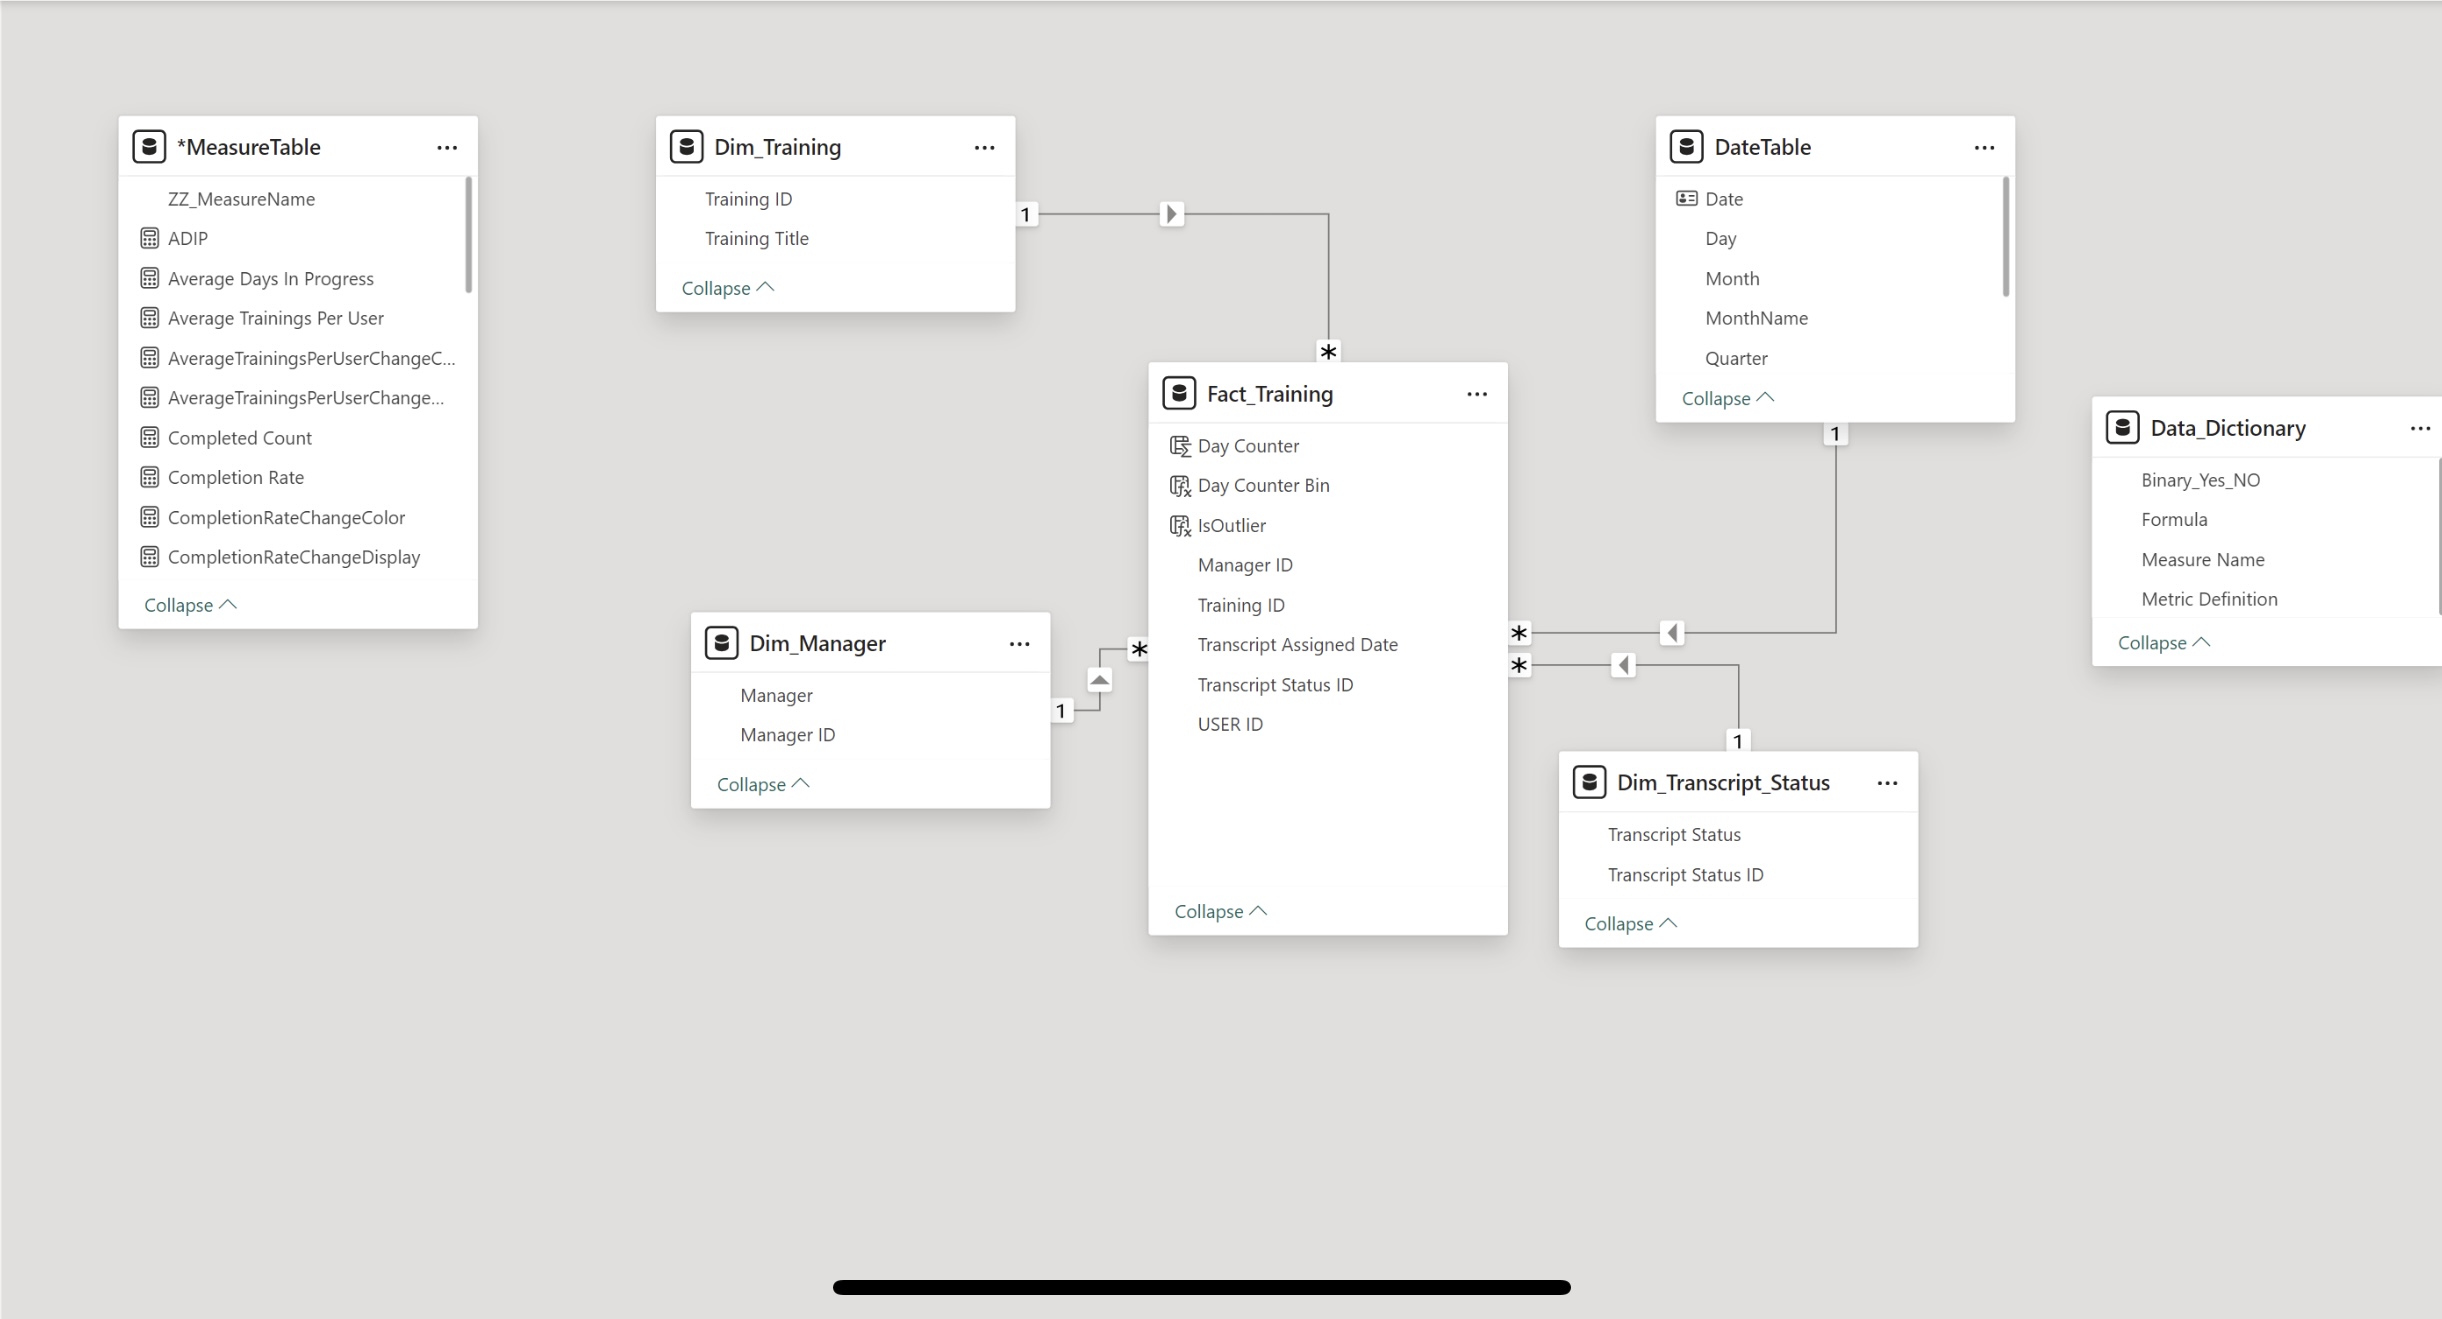 *MeasureTable
ZZ_MeasureName
ADIP
Average Days In Progress
Average Trainings Per User
AverageTrainingsPerUserChangeC...
AverageTrainingsPerUserChange...
Completed Count
Completion Rate
CompletionRateChangeColor
CompletionRateChangeDisplay
Collapse
Dim_Training
Training ID
Training Title
Collapse
1
*
Dim_Manager
Manager
Manager ID
Collapse
1
*
Fact_Training
Day Counter
Day Counter Bin
IsOutlier
Manager ID
Training ID
Transcript Assigned Date
Transcript Status ID
USER ID
Collapse
DateTable
Date
Day
Month
MonthName
Quarter
Collapse
1
*
*
1
Dim_Transcript_Status
Transcript Status
Transcript Status ID
Collapse
Data_Dictionary
Binary_Yes_NO
Formula
Measure Name
Metric Definition
Collapse